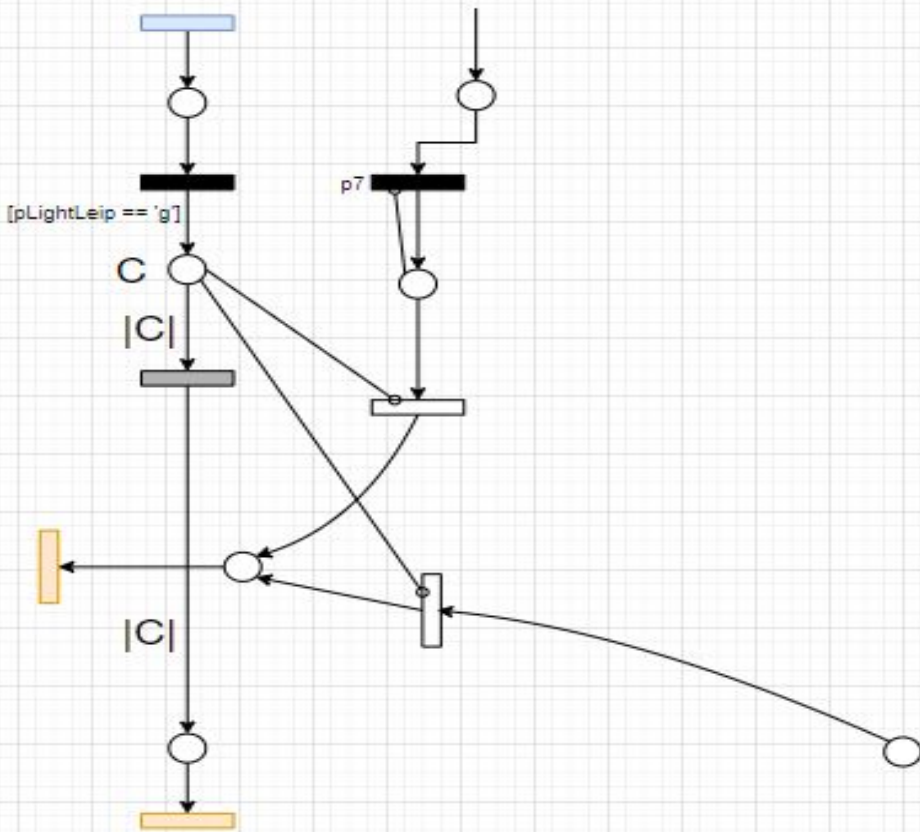 p7
[pLightLeip == 'g']
C
|C|
|C|